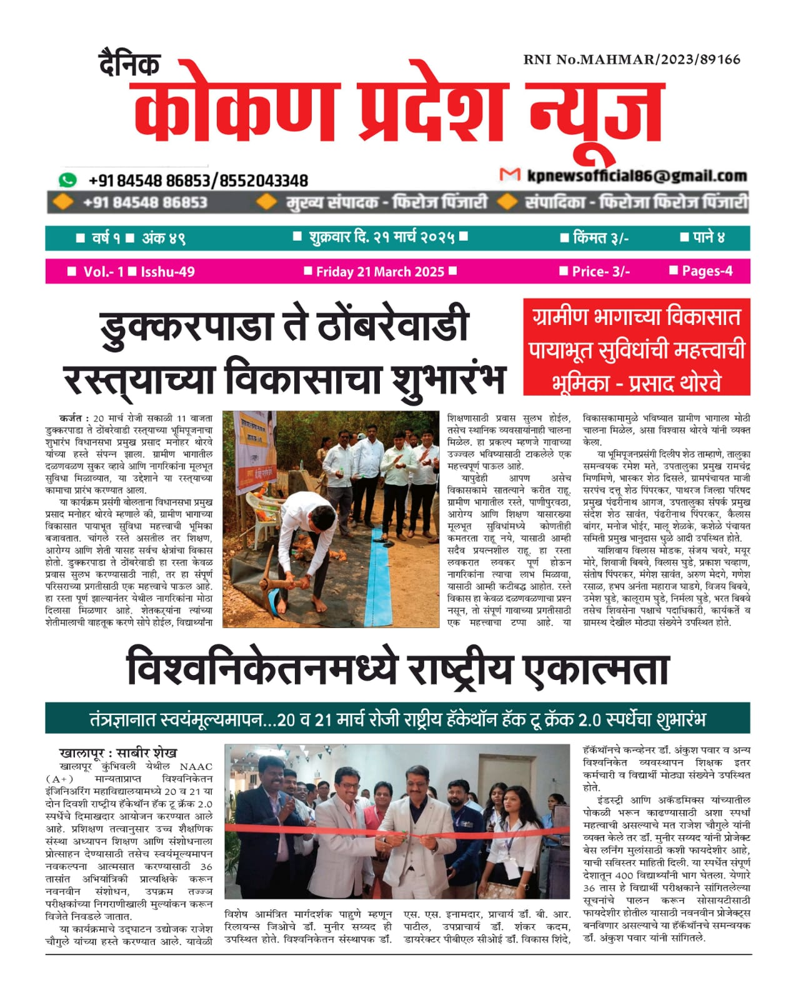 दैनिक
RNI No.MAHMAR/2023/89166
कोकण प्रदेश न्यूज
+91 84548 86853/8552043348
kpnewsofficial86@gmail.com
+91 84548 86853
मुख्य संपादक - फिरोज पिंजारी
संपादिका - फिरोजा फिरोज पिंजारी
वर्ष १ अंक ४९
शुक्रवार दि. २१ मार्च २०२५
किंमत ३/-
पाने ४
Vol.- 1 Isshu-49
Friday 21 March 2025
Price- 3/-
Pages-4
डुक्करपाडा ते ठोंबरेवाडी
रस्त्याच्या विकासाचा शुभारंभ
ग्रामीण भागाच्या विकासात
पायाभूत सुविधांची महत्त्वाची
भूमिका - प्रसाद थोरवे
कर्जत : 20 मार्च रोजी सकाळी 11 वाजता
डुक्करपाडा ते ठोंबरेवाडी रस्त्याच्या भूमिपूजनाचा
शुभारंभ विधानसभा प्रमुख प्रसाद मनोहर थोरवे
यांच्या हस्ते संपन्न झाला. ग्रामीण भागातील
दळणवळण सुकर व्हावे आणि नागरिकांना मूलभूत
सुविधा मिळाव्यात, या उद्देशाने या रस्त्याच्या
कामाचा प्रारंभ करण्यात आला.
या कार्यक्रम प्रसंगी बोलताना विधानसभा प्रमुख
प्रसाद मनोहर थोरवे म्हणाले की, ग्रामीण भागाच्या
विकासात पायाभूत सुविधा महत्त्वाची भूमिका
बजावतात. चांगले रस्ते असतील तर शिक्षण,
आरोग्य आणि शेती यासह सर्वच क्षेत्रांचा विकास
होतो. डुक्करपाडा ते ठोंबरेवाडी हा रस्ता केवळ
प्रवास सुलभ करण्यासाठी नाही, तर हा संपूर्ण
परिसराच्या प्रगतीसाठी एक महत्त्वाचे पाऊल आहे.
हा रस्ता पूर्ण झाल्यानंतर येथील नागरिकांना मोठा
दिलासा मिळणार आहे. शेतकऱ्यांना त्यांच्या
शेतीमालाची वाहतूक करणे सोपे होईल, विद्यार्थ्यांना
शिक्षणासाठी प्रवास सुलभ होईल,
तसेच स्थानिक व्यवसायांनाही चालना
मिळेल. हा प्रकल्प म्हणजे गावाच्या
उज्ज्वल भविष्यासाठी टाकलेले एक
महत्त्वपूर्ण पाऊल आहे.
यापुढेही आपण असेच
विकासकामे सातत्याने करीत राहू.
ग्रामीण भागातील रस्ते, पाणीपुरवठा,
आरोग्य आणि शिक्षण यासारख्या
मूलभूत सुविधांमध्ये कोणतीही
कमतरता राहू नये, यासाठी आम्ही
सदैव प्रयत्नशील राहू. हा रस्ता
लवकरात लवकर पूर्ण होऊन
नागरिकांना त्याचा लाभ मिळावा,
यासाठी आम्ही कटीबद्ध आहोत. रस्ते
विकास हा केवळ दळणवळणाचा प्रश्न
नसून, तो संपूर्ण गावाच्या प्रगतीसाठी
एक महत्त्वाचा टप्पा आहे. या
विकासकामामुळे भविष्यात ग्रामीण भागाला मोठी
चालना मिळेल, असा विश्वास थोरवे यांनी व्यक्त
केला.
या भूमिपूजनप्रसंगी दिलीप शेठ ताम्हाणे, तालुका
समन्वयक रमेश मते, उपतालुका प्रमुख रामचंद्र
मिणमिणे, भास्कर शेठ दिसले, ग्रामपंचायत माजी
सरपंच दत्तू शेठ पिंपरकर, पाथरज जिल्हा परिषद
प्रमुख पंढरीनाथ आगज, उपतालुका संपर्क प्रमुख
संदेश शेठ सावंत, पंढरीनाथ पिंपरकर, कैलास
बांगर, मनोज भोईर, मालू शेळके, कशेळे पंचायत
समिती प्रमुख भानुदास धुळे आदी उपस्थित होते.
याशिवाय विलास मोडक, संजय चवरे, मयूर
मोरे, शिवाजी बिबवे, विलास घुडे, प्रकाश चव्हाण,
संतोष पिंपरकर, मंगेश सावंत, अरुण मेदगे, गणेश
रसाळ, हभप अनंता महाराज घाडगे, विजय बिबवे,
उमेश घुडे, काळूराम घुडे, निर्मला घुडे, भरत बिबवे
तसेच शिवसेना पक्षाचे पदाधिकारी, कार्यकर्ते व
ग्रामस्थ देखील मोठ्या संख्येने उपस्थित होते.
विश्वनिकेतनमध्ये राष्ट्रीय एकात्मता
तंत्रज्ञानात स्वयंमूल्यमापन...20 व 21 मार्च रोजी राष्ट्रीय हॅकेथॉन हॅक टू क्रॅक 2.0 स्पर्धेचा शुभारंभ
खालापूर : साबीर शेख
खालापूर कुंभिवली येथील NAAC
(A+) मान्यताप्राप्त विश्वनिकेतन
इंजिनिअरिंग महाविद्यालयामध्ये 20 व 21 या
दोन दिवशी राष्ट्रीय हॅकेथॉन हॅक टू क्रॅक 2.0
स्पर्धेचे दिमाखदार आयोजन करण्यात आले
आहे. प्रशिक्षण तत्वानुसार उच्च शैक्षणिक
संस्था अध्यापन शिक्षण आणि संशोधनाला
प्रोत्साहन देण्यासाठी तसेच स्वयंमूल्यमापन
नवकल्पना आत्मसात करण्यासाठी 36
तासांत अभियांत्रिकी प्रात्यक्षिके करून
नवनवीन संशोधन, उपक्रम तज्ज्ञ
परीक्षकांच्या निगराणीखाली मुल्यांकन करून
विजेते निवडले जातात.
या कार्यक्रमाचे उद्घाटन उद्योजक राजेश
चौगुले यांच्या हस्ते करण्यात आले. यावेळी
विशेष आमंत्रित मार्गदर्शक पाहुणे म्हणून
रिलायन्स जिओचे डॉ. मुनीर सय्यद ही
उपस्थित होते. विश्वनिकेतन संस्थापक डॉ.
एस. एस. इनामदार, प्राचार्य डॉ. बी. आर.
पाटील, उपप्राचार्य डॉ. शंकर कदम,
डायरेक्टर पीबीएल सीओई डॉ. विकास शिंदे,
हॅकॅथॉनचे कन्व्हेनर डॉ. अंकुश पवार व अन्य
विश्वनिकेत व्यवस्थापन शिक्षक इतर
कर्मचारी व विद्यार्थी मोठ्या संख्येने उपस्थित
होते.
इंडस्ट्री आणि अकॅडमिक्स यांच्यातील
पोकळी भरून काढण्यासाठी अशा स्पर्धा
महत्वाची असल्याचे मत राजेश चौगुले यांनी
व्यक्त केले तर डॉ. मुनीर सय्यद यांनी प्रोजेक्ट
बेस लर्निंग मुलांसाठी कशी फायदेशीर आहे,
याची सविस्तर माहिती दिली. या स्पर्धेत संपूर्ण
देशातून 400 विद्यार्थ्यांनी भाग घेतला. येणारे
36 तास हे विद्यार्थी परीक्षकाने सांगितलेल्या
सूचनांचे पालन करून सोसायटीसाठी
फायदेशीर होतील यासाठी नवनवीन प्रोजेक्ट्स
बनविणार असल्याचे या हॅकॅथॉनचे समन्वयक
डॉ. अंकुश पवार यांनी सांगितले.